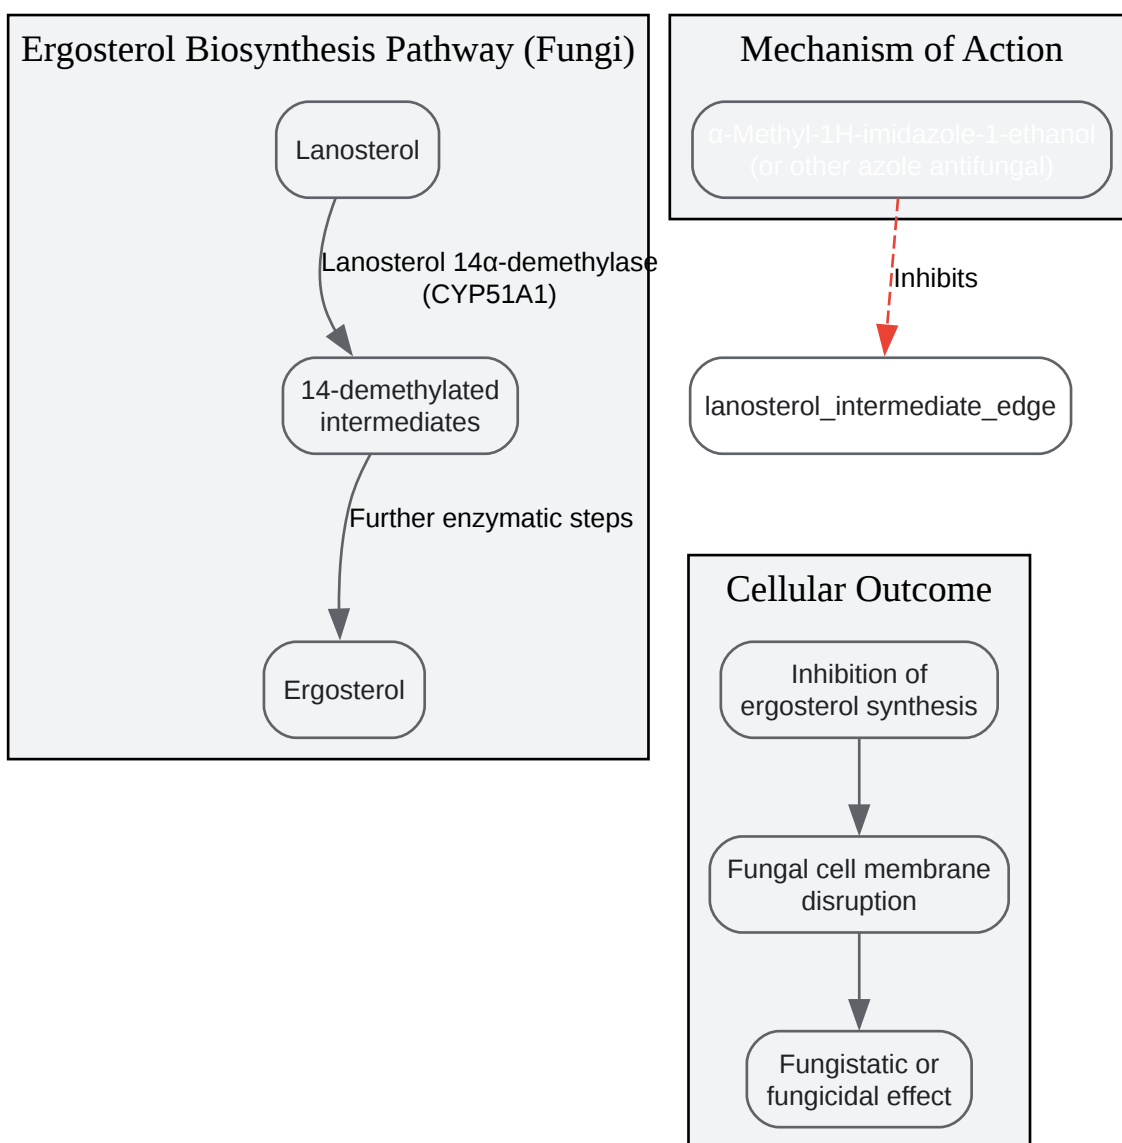 Ergosterol Biosynthesis Pathway (Fungi)
Lanosterol
Lanosterol 14α-demethylase
(CYP51A1)
14-demethylated
intermediates
Further enzymatic steps
Ergosterol
Mechanism of Action
α-Methyl-1H-imidazole-1-ethanol
(or other azole antifungal)
Inhibits
lanosterol_intermediate_edge
Cellular Outcome
Inhibition of
ergosterol synthesis
Fungal cell membrane
disruption
Fungistatic or
fungicidal effect